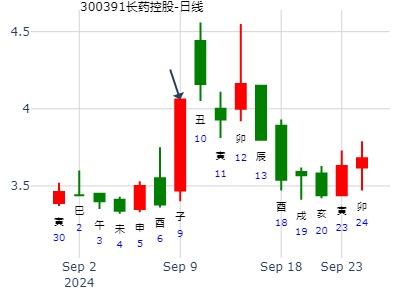 300391长药控股-日线
4.5
4
3.5
丑
10
寅
11
卯
12
辰
13
寅
30
巳
2
午
3
未
4
申
5
酉
6
子
9
酉
18
戌
19
亥
20
寅
23
卯
24
Sep 2
2024
Sep 9
Sep 18
Sep 23